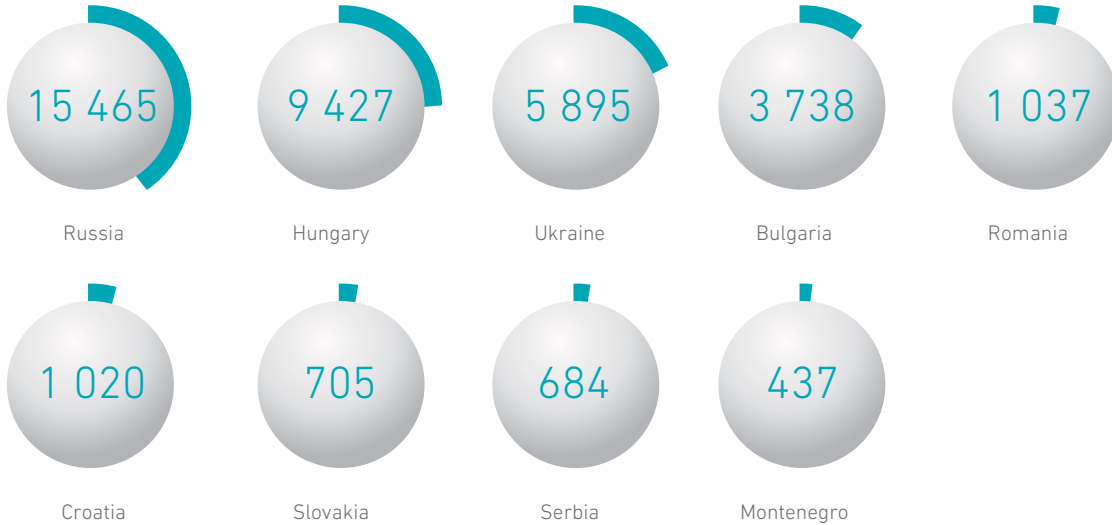 15 465
9 427
5 895
3 738
1 037
Russia
Hungary
Ukraine
Bulgaria
Romania
1 020
705
684
437
Croatia
Slovakia
Serbia
Montenegro